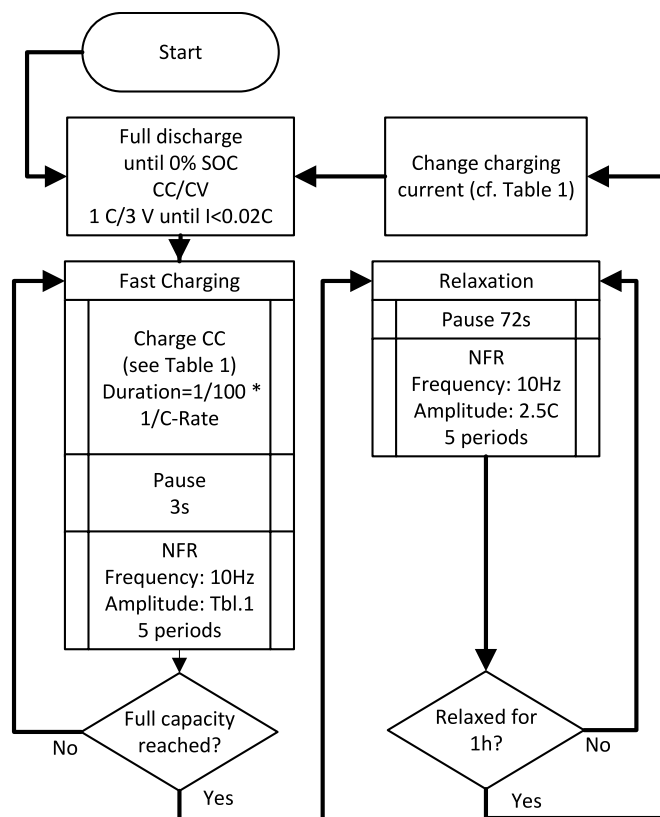 Start
Full discharge
until 0% SOC
CC/CV
1 C/3 V until I<0.02C
Change charging
current (cf. Table 1)
Fast Charging
Charge CC
(see Table 1)
Duration=1/100 *
1/C-Rate
Pause
3s
NFR
Frequency: 10Hz
Amplitude: Tbl.1
5 periods
Full capacity
reached?
No
Yes
Relaxation
Pause 72s
NFR
Frequency: 10Hz
Amplitude: 2.5C
5 periods
Relaxed for
1h?
No
Yes